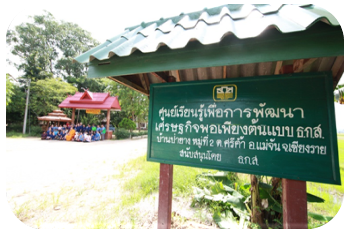 ศูนย์เรียนรู้เพื่อการพัฒนา
เศรษฐกิจพอเพียงต้นแบบ ธกส.
บ้านป่ายาง หมู่ที่ 2 ต.ศรีค้ำ อ.แม่จัน จ.เชียงราย
สนับสนุนโดย ธ.ก.ส.